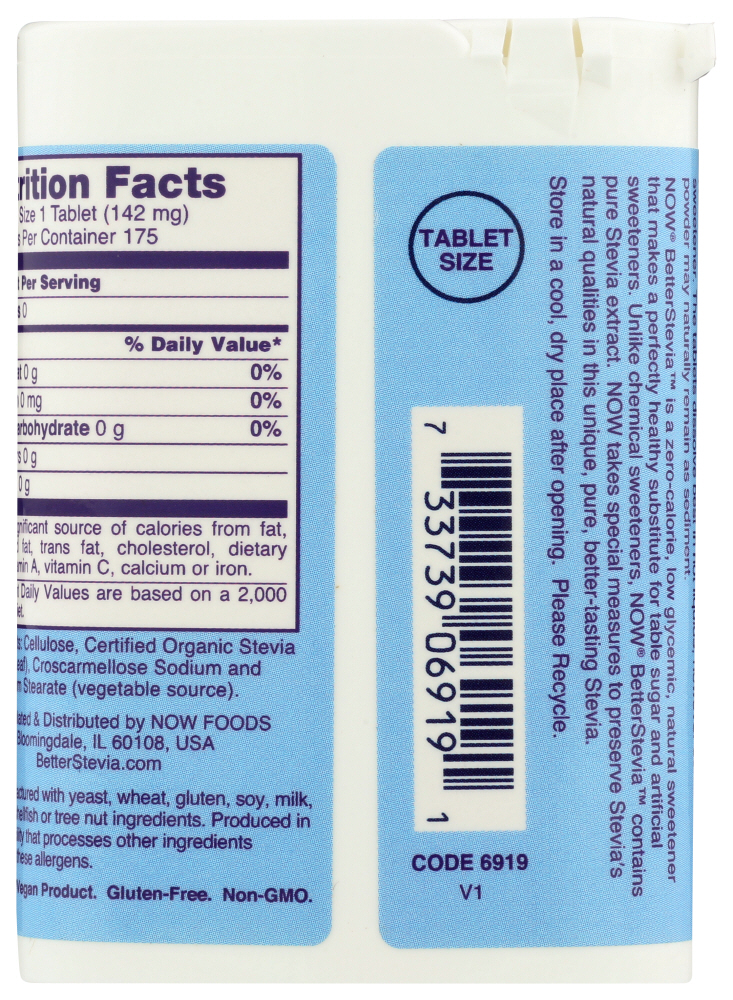 rition Facts
Size 1 Tablet (142 mg)
Per Container 175
Per Serving
0
% Daily Value*
0 g 0%
0 mg 0%
rbohydrate 0 g 0%
0 g
0 g
gnificant source of calories from fat,
fat, trans fat, cholesterol, dietary
min A, vitamin C, calcium or iron.
Daily Values are based on a 2,000
et.
Cellulose, Certified Organic Stevia
eaf), Croscarmellose Sodium and
m Stearate (vegetable source).
ated & Distributed by NOW FOODS
Bloomingdale, IL 60108, USA
BetterStevia.com
actured with yeast, wheat, gluten, soy, milk,
hellfish or tree nut ingredients. Produced in
ity that processes other ingredients
hese allergens.
Vegan Product. Gluten-Free. Non-GMO.
TABLET
SIZE
powder may naturally remain as sediment.
NOW® BetterStevia™ is a zero-calorie, low glycemic, natural sweetener
that makes a perfectly healthy substitute for table sugar and artificial
sweeteners. Unlike chemical sweeteners, NOW® BetterStevia™ contains
pure Stevia extract. NOW takes special measures to preserve Stevia's
natural qualities in this unique, pure, better-tasting Stevia.
Store in a cool, dry place after opening. Please Recycle.
7 33739 06919 1
CODE 6919
V1